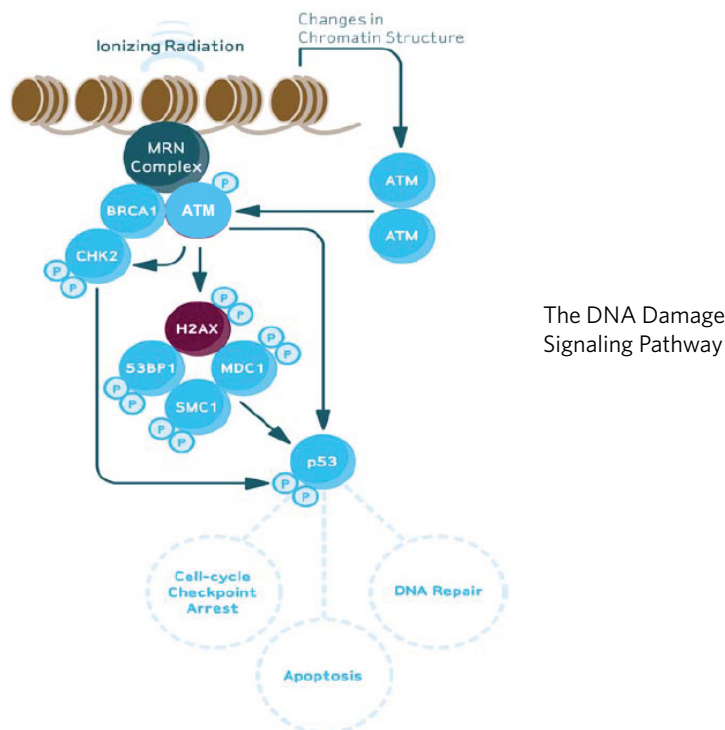 Ionizing Radiation
Changes in
Chromatin Structure
MRN
Complex
ATM
P
BRCA1
ATM
ATM
CHK2
P
P
H2AX
P
P
P
P
53BP1
MDC1
P
P
SMC1
P
P
p53
P
P
The DNA Damage
Signaling Pathway
Cell-cycle
Checkpoint
Arrest
DNA Repair
Apoptosis